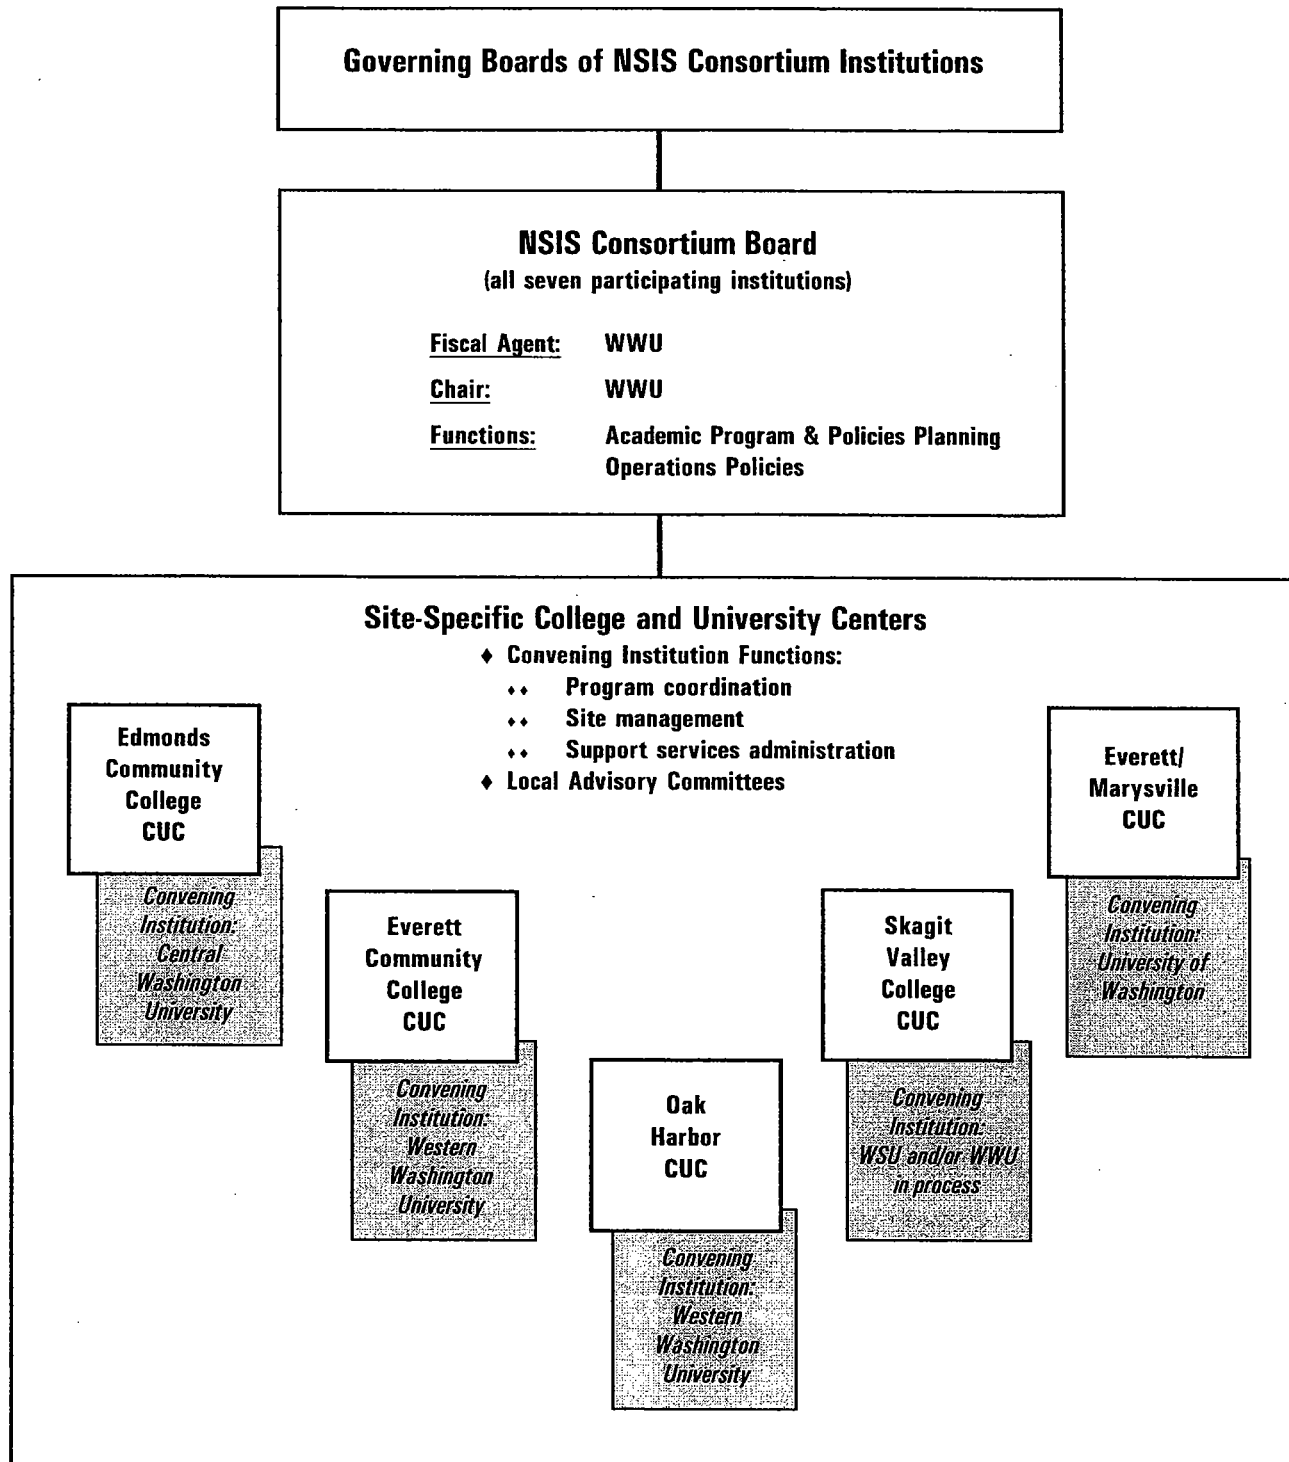 Governing Boards of NSIS Consortium Institutions
NSIS Consortium Board
(all seven participating institutions)
Fiscal Agent: WWU
Chair: WWU
Functions: Academic Program & Policies Planning
Operations Policies
Site-Specific College and University Centers
♦ Convening Institution Functions:
♦♦ Program coordination
♦♦ Site management
♦♦ Support services administration
♦ Local Advisory Committees
Edmonds
Community
College
CUC
Convening
Institution:
Central
Washington
University
Everett
Community
College
CUC
Convening
Institution:
Western
Washington
University
Oak
Harbor
CUC
Convening
Institution:
Western
Washington
University
Skagit
Valley
College
CUC
Convening
Institution:
WSU and/or WWU
in process
Everett/
Marysville
CUC
Convening
Institution:
University of
Washington